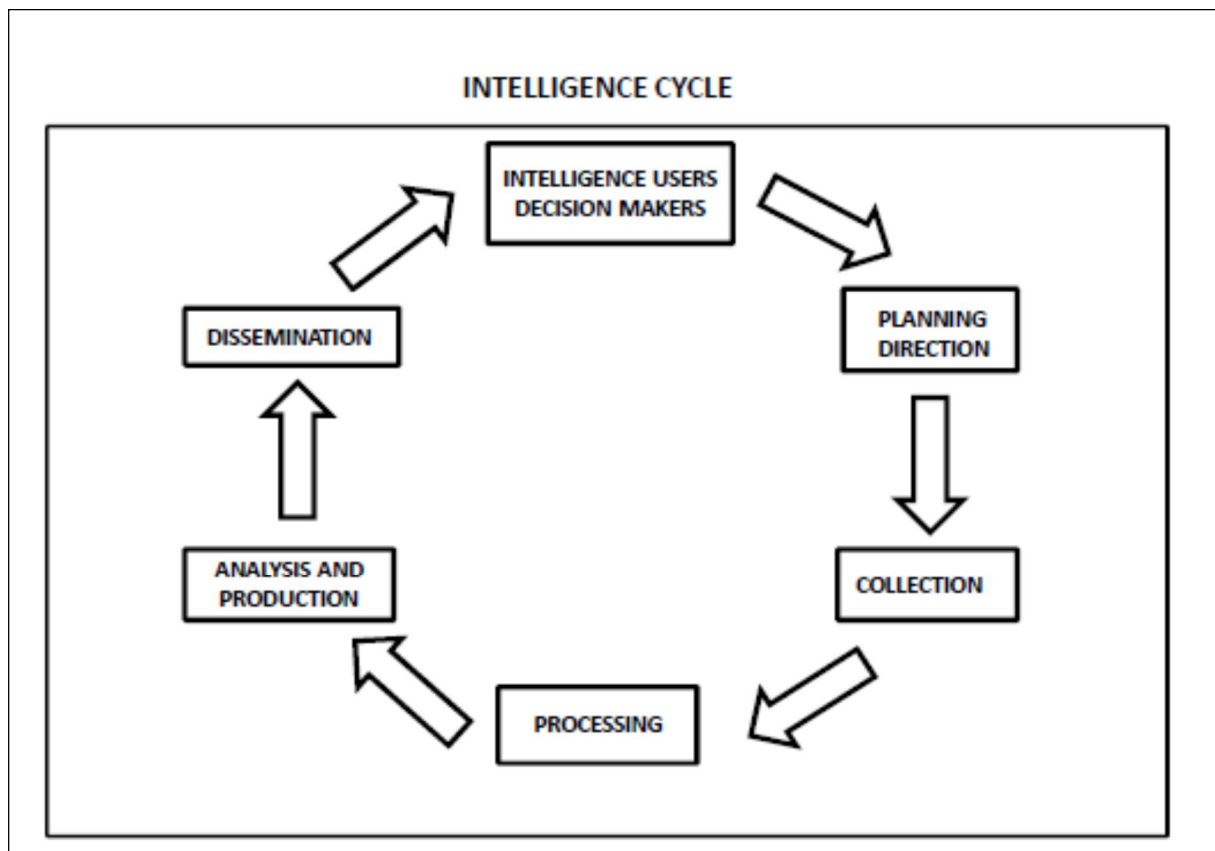 INTELLIGENCE CYCLE
INTELLIGENCE USERS
DECISION MAKERS
PLANNING
DIRECTION
COLLECTION
PROCESSING
ANALYSIS AND
PRODUCTION
DISSEMINATION